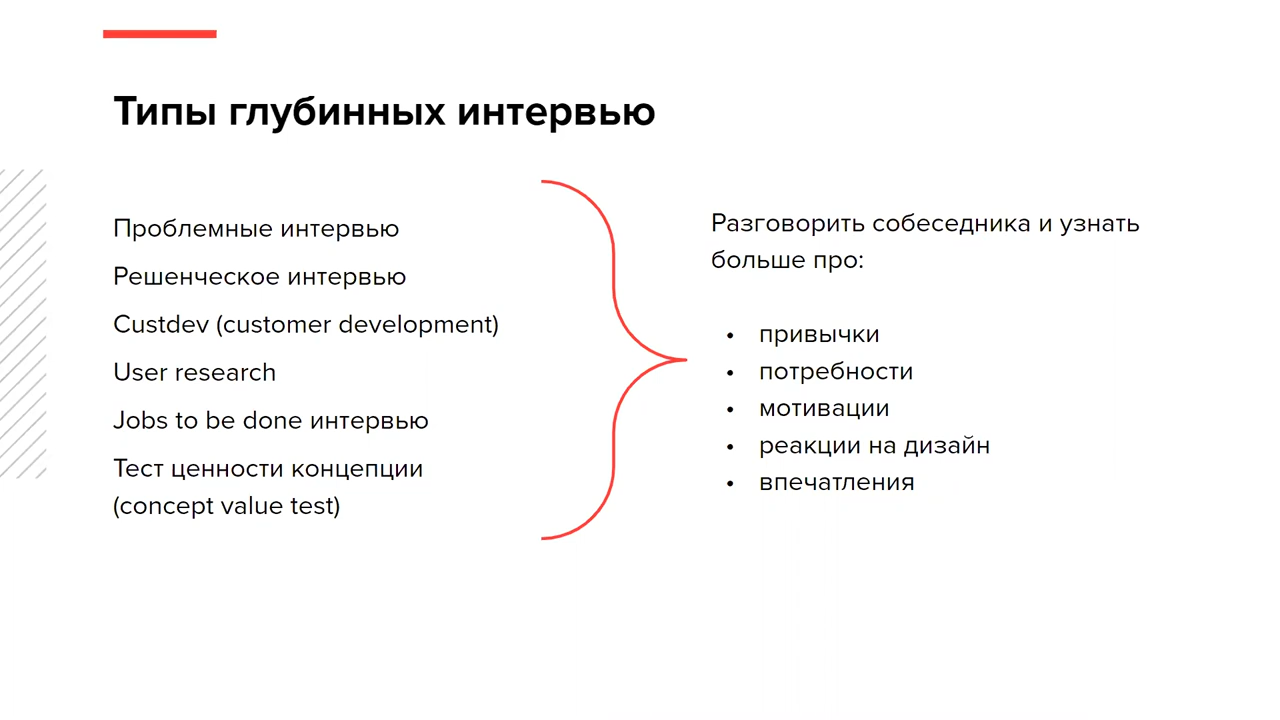 Типы глубинных интервью
Проблемные интервью
Решенческое интервью
Custdev (customer development)
User research
Jobs to be done интервью
Тест ценности концепции
(concept value test)
Разговорить собеседника и узнать
больше про:
• привычки
• потребности
• мотивации
• реакции на дизайн
• впечатления